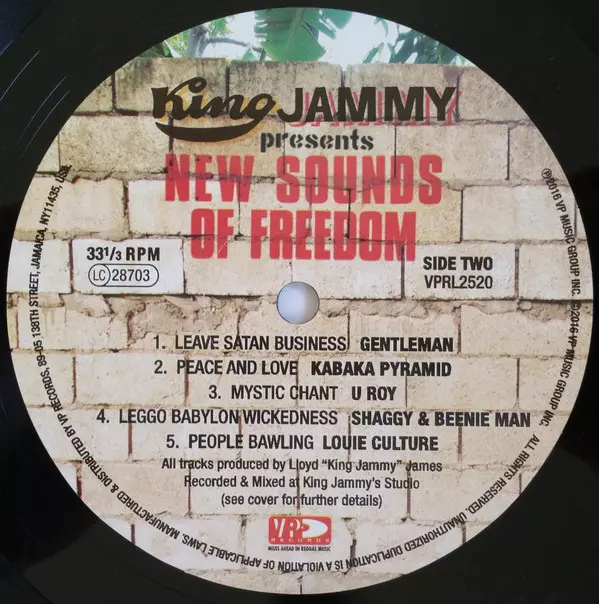 King JAMMY
presents
NEW SOUNDS
OF FREEDOM
33 1/3 RPM
LC 28703
SIDE TWO
VPRL2520
1. LEAVE SATAN BUSINESS GENTLEMAN
2. PEACE AND LOVE KABAKA PYRAMID
3. MYSTIC CHANT U ROY
4. LEGGO BABYLON WICKEDNESS SHAGGY & BEENIE MAN
5. PEOPLE BAWLING LOUIE CULTURE
All tracks produced by Lloyd “King Jammy” James
Recorded & Mixed at King Jammy's Studio
(see cover for further details)
VP
RECORDS
MILES AHEAD IN REGGAE MUSIC
℗2016 VP MUSIC GROUP INC. ©2016 VP MUSIC GROUP INC. ALL RIGHTS RESERVED. UNAUTHORIZED DUPLICATION IS A VIOLATION OF APPLICABLE LAWS. MANUFACTURED & DISTRIBUTED BY VP RECORDS, 89-05 138TH STREET, JAMAICA, NY11435, USA.